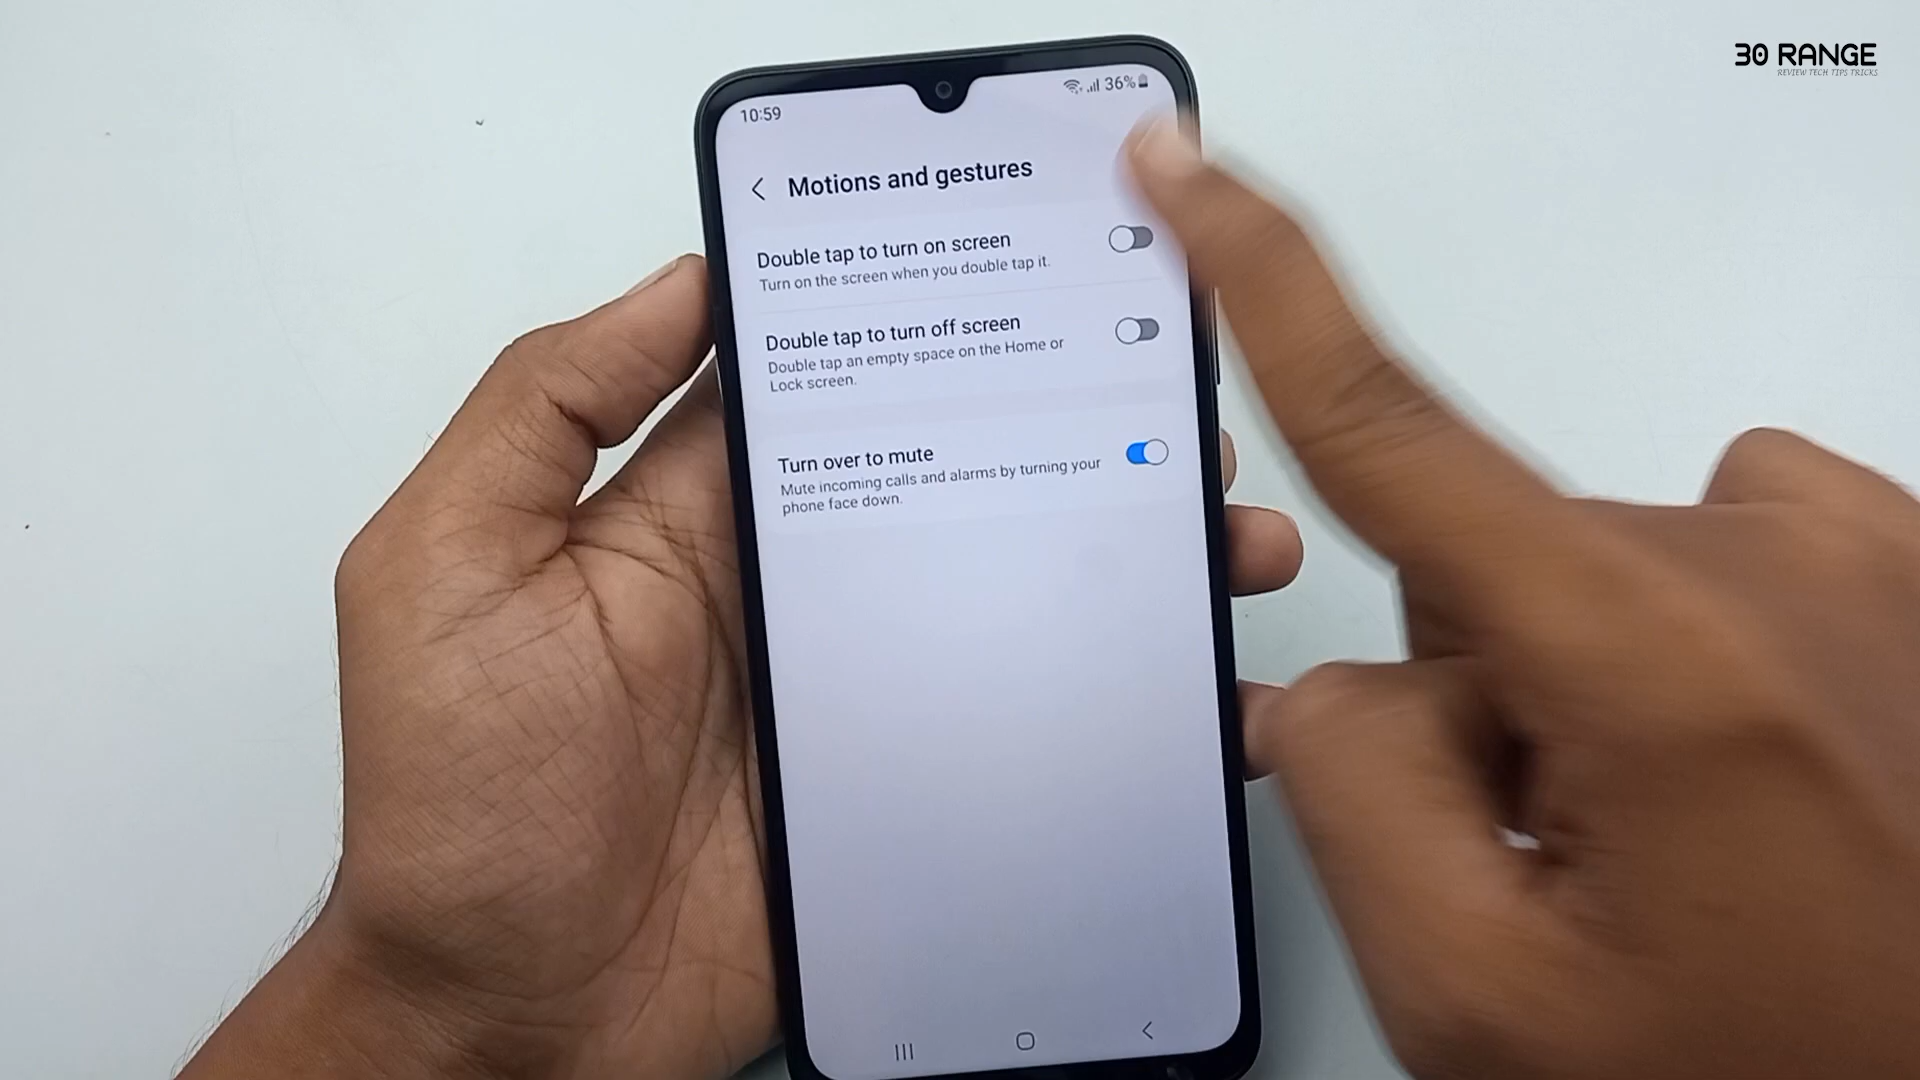 30 RANGE
REVIEW TECH TIPS TRICKS
10:59
36%
Motions and gestures
Double tap to turn on screen
Turn on the screen when you double tap it.
Double tap to turn off screen
Double tap an empty space on the Home or
Lock screen.
Turn over to mute
Mute incoming calls and alarms by turning your
phone face down.